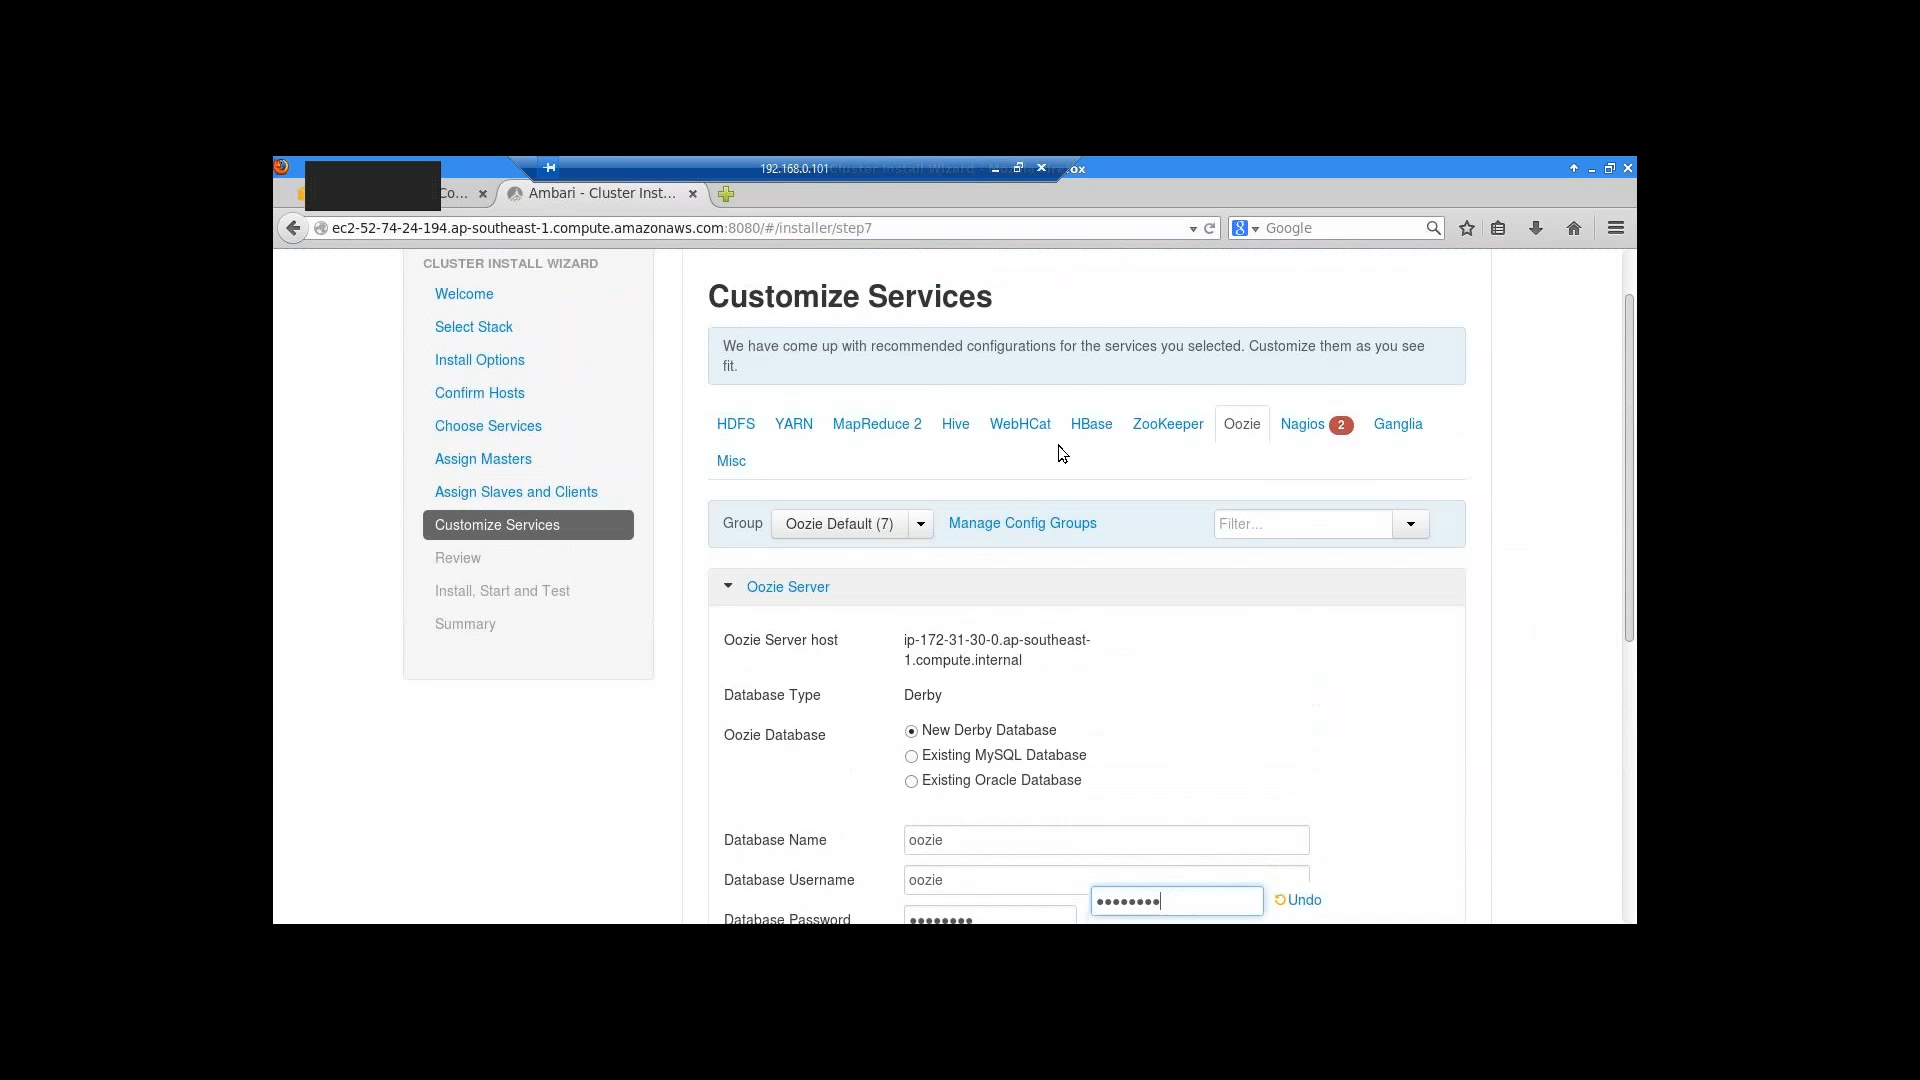 192.168.0.101
ox
Co...
Ambari - Cluster Inst...
ec2-52-74-24-194.ap-southeast-1.compute.amazonaws.com:8080/#/installer/step7
Google
CLUSTER INSTALL WIZARD
Welcome
Select Stack
Install Options
Confirm Hosts
Choose Services
Assign Masters
Assign Slaves and Clients
Customize Services
Review
Install, Start and Test
Summary
Customize Services
We have come up with recommended configurations for the services you selected. Customize them as you see
fit.
HDFS YARN MapReduce 2 Hive WebHCat HBase ZooKeeper Oozie Nagios 2 Ganglia
Misc
Group Oozie Default (7) Manage Config Groups Filter...
Oozie Server
Oozie Server host ip-172-31-30-0.ap-southeast-
1.compute.internal
Database Type Derby
Oozie Database New Derby Database
Existing MySQL Database
Existing Oracle Database
Database Name oozie
Database Username oozie
Database Password ●●●●●●●● ●●●●●●●● Undo